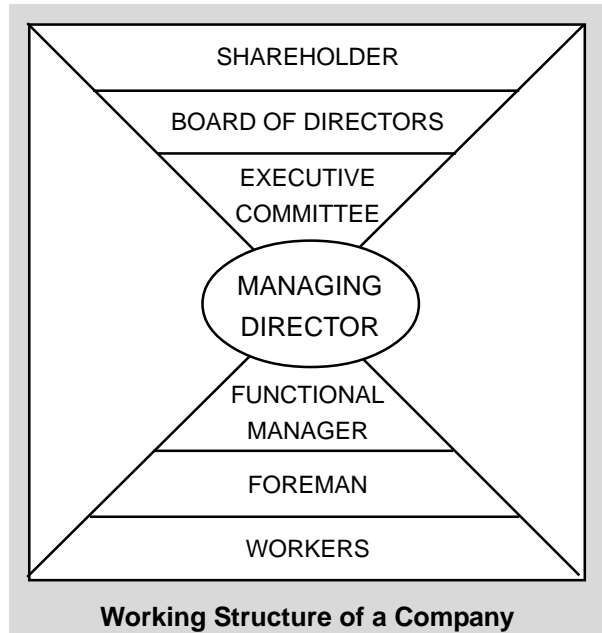 SHAREHOLDER
BOARD OF DIRECTORS
EXECUTIVE
COMMITTEE
MANAGING
DIRECTOR
FUNCTIONAL
MANAGER
FOREMAN
WORKERS
Working Structure of a Company